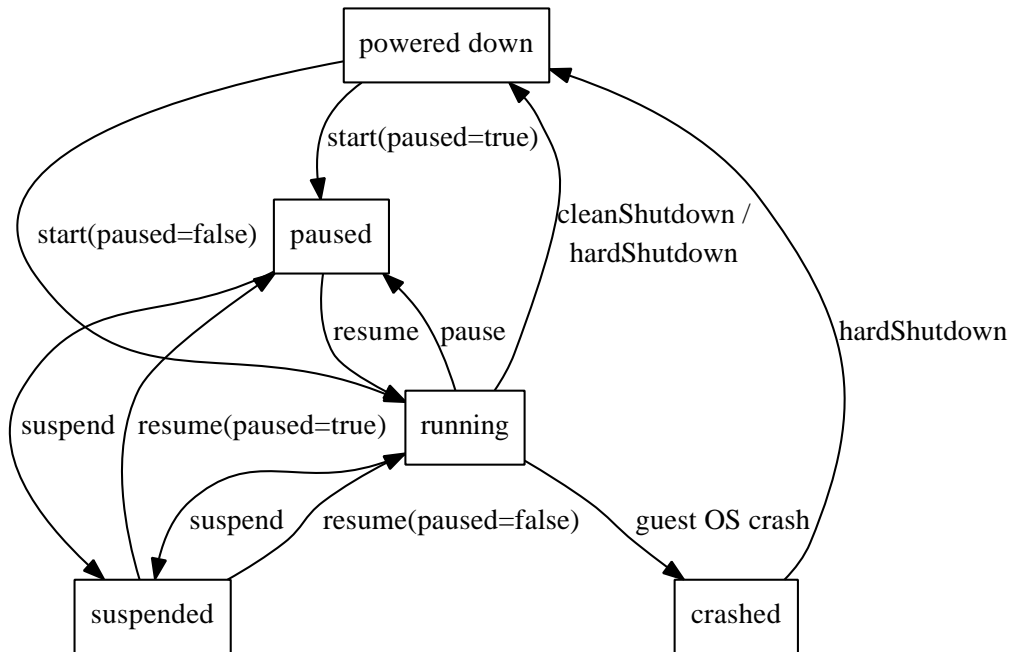 powered down
start(paused=true)
start(paused=false)
paused
cleanShutdown /
hardShutdown
resume
pause
hardShutdown
suspend
resume(paused=true)
running
suspend
resume(paused=false)
guest OS crash
suspended
crashed